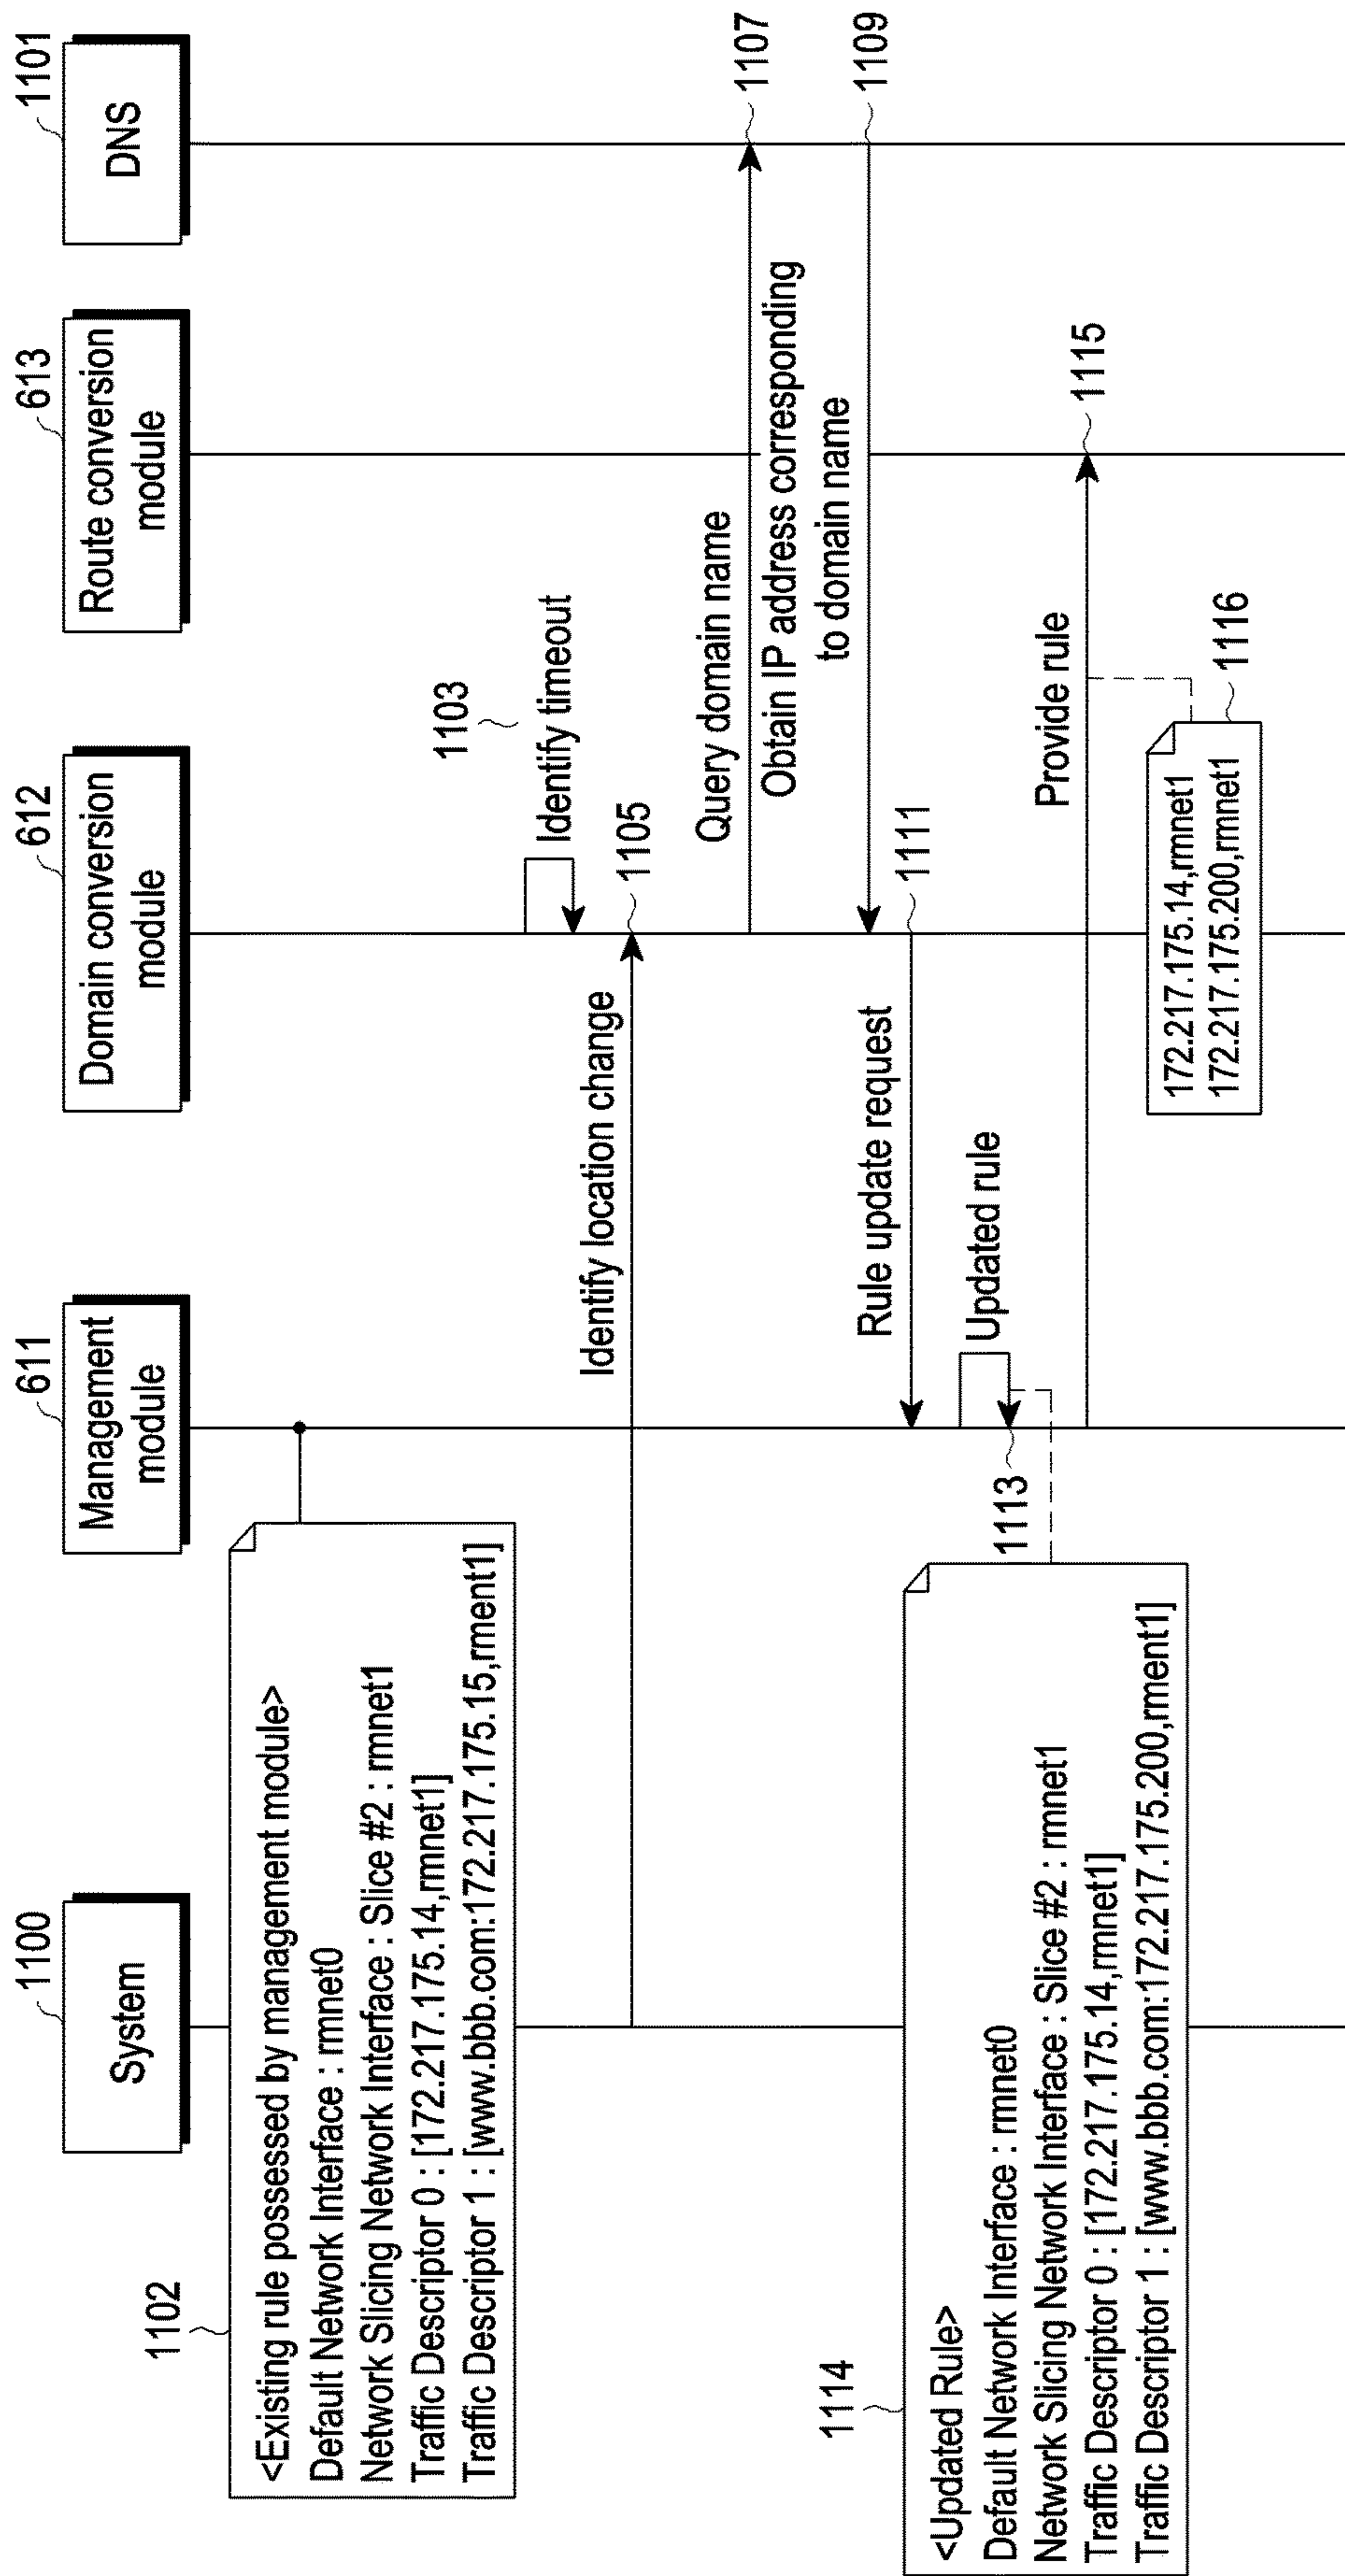 1100
System
611
Management
module
612
Domain conversion
module
613
Route conversion
module
1101
DNS
1102
<Existing rule possessed by management module>
Default Network Interface : rmnet0
Network Slicing Network Interface : Slice #2 : rmnet1
Traffic Descriptor 0 : [172.217.175.14,rmnet1]
Traffic Descriptor 1 : [www.bbb.com:172.217.175.15,rment1]
1103
Identify timeout
Identify location change
1105
Query domain name
1107
Obtain IP address corresponding
to domain name
1109
Rule update request
1111
Updated rule
1113
1114
<Updated Rule>
Default Network Interface : rmnet0
Network Slicing Network Interface : Slice #2 : rmnet1
Traffic Descriptor 0 : [172.217.175.14,rmnet1]
Traffic Descriptor 1 : [www.bbb.com:172.217.175.200,rment1]
Provide rule
1115
1116
172.217.175.14,rmnet1
172.217.175.200,rmnet1